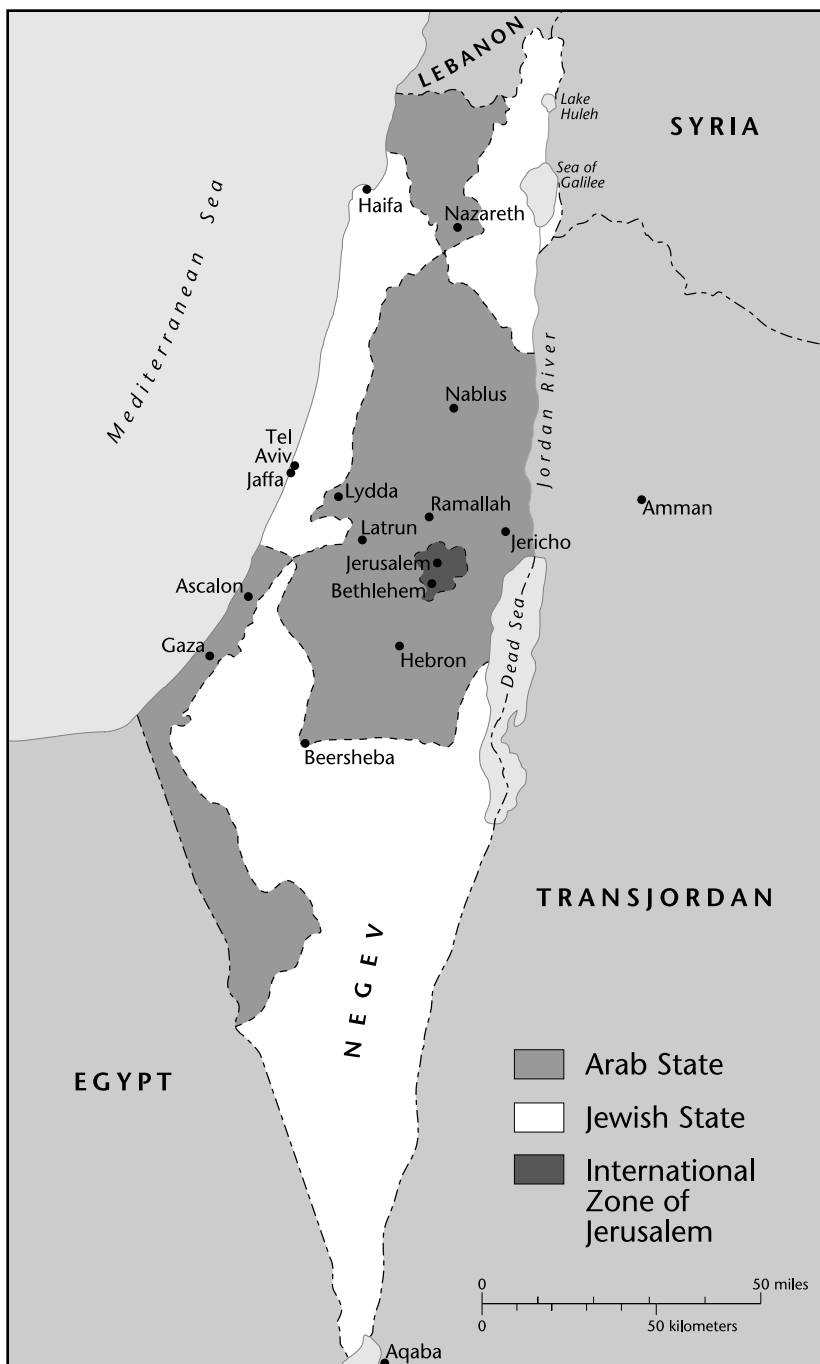 LEBANON
Lake
Huleh
SYRIA
Sea of
Galilee
Haifa
Nazareth
Mediterranean Sea
Jordan River
Nablus
Tel
Aviv
Jaffa
Lydda
Ramallah
Amman
Latrun
Jericho
Jerusalem
Ascalon
Bethlehem
Gaza
Hebron
Dead Sea
Beersheba
TRANSJORDAN
NEGEV
EGYPT
Arab State
Jewish State
International
Zone of
Jerusalem
0 50 miles
0 50 kilometers
Aqaba